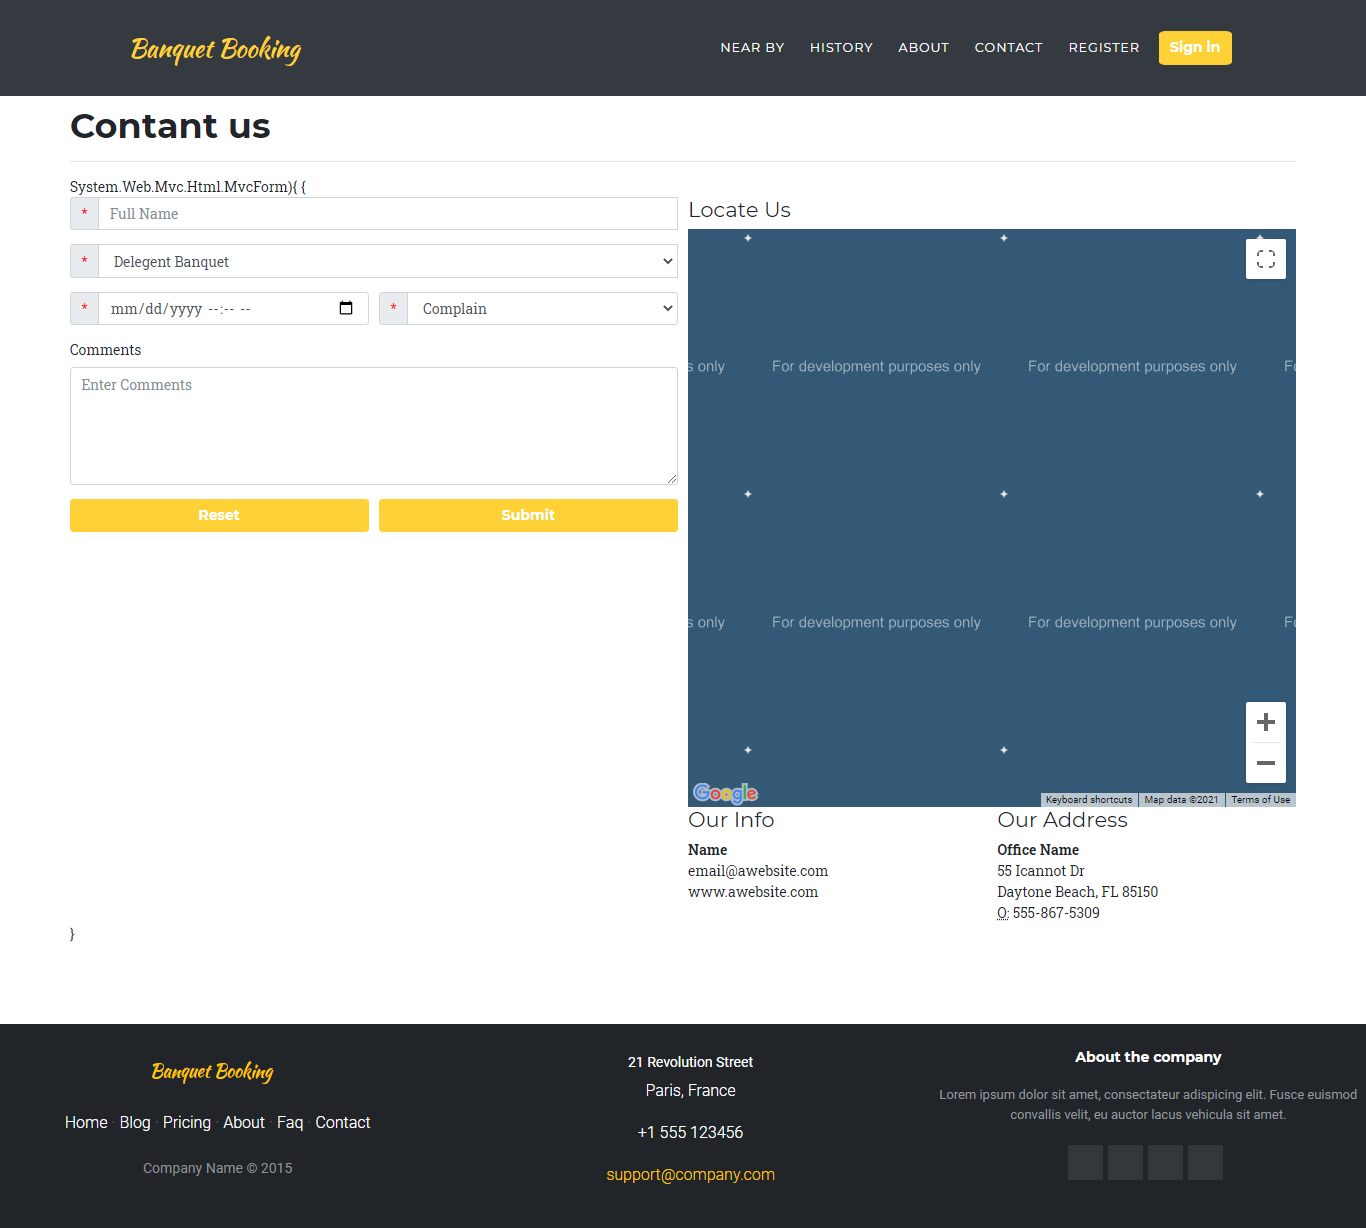 Banquet Booking
NEAR BY HISTORY ABOUT CONTACT REGISTER Sign in
Contant us
System.Web.Mvc.Html.MvcForm){ {
* Full Name
* Delegent Banquet
* mm/dd/yyyy --:-- --
* Complain
Comments
Enter Comments
Reset Submit
Locate Us
s only For development purposes only For development purposes only Fo
s only For development purposes only For development purposes only Fo
Google
Keyboard shortcuts Map data ©2021 Terms of Use
Our Info
Name
email@awebsite.com
www.awebsite.com
Our Address
Office Name
55 Icannot Dr
Daytone Beach, FL 85150
O: 555-867-5309
}
Banquet Booking
Home · Blog · Pricing · About · Faq · Contact
Company Name © 2015
21 Revolution Street
Paris, France
+1 555 123456
support@company.com
About the company
Lorem ipsum dolor sit amet, consectateur adispicing elit. Fusce euismod
convallis velit, eu auctor lacus vehicula sit amet.